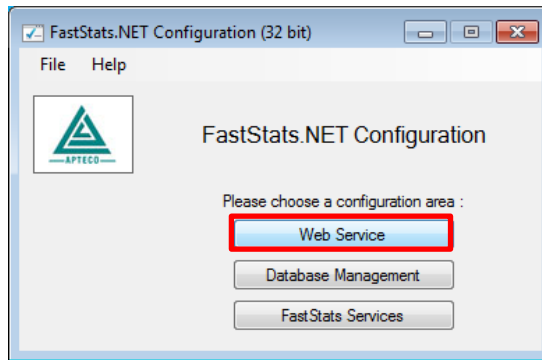 FastStats.NET Configuration (32 bit)
File Help
APTECO
FastStats.NET Configuration
Please choose a configuration area :
Web Service
Database Management
FastStats Services